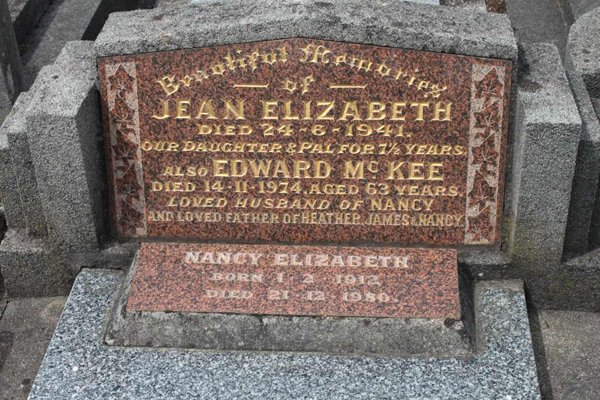 Beautiful Memories
of
JEAN ELIZABETH
DIED 24-6-1941.
OUR DAUGHTER & PAL FOR 7½ YEARS.
ALSO EDWARD McKEE
DIED 14-11-1974, AGED 63 YEARS.
LOVED HUSBAND OF NANCY
AND LOVED FATHER OF HEATHER, JAMES & NANCY.
NANCY ELIZABETH
BORN 1 2 1912
DIED 21-12 1980.